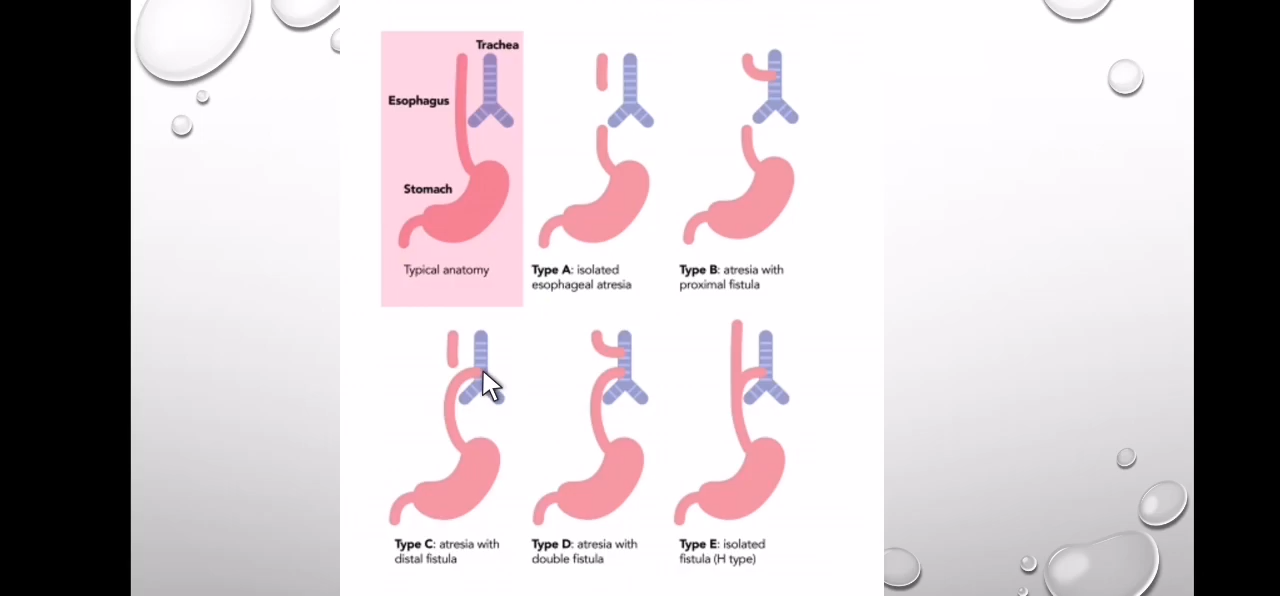 Trachea
Esophagus
Stomach
Typical anatomy
Type A: isolated
esophageal atresia
Type B: atresia with
proximal fistula
Type C: atresia with
distal fistula
Type D: atresia with
double fistula
Type E: isolated
fistula (H type)